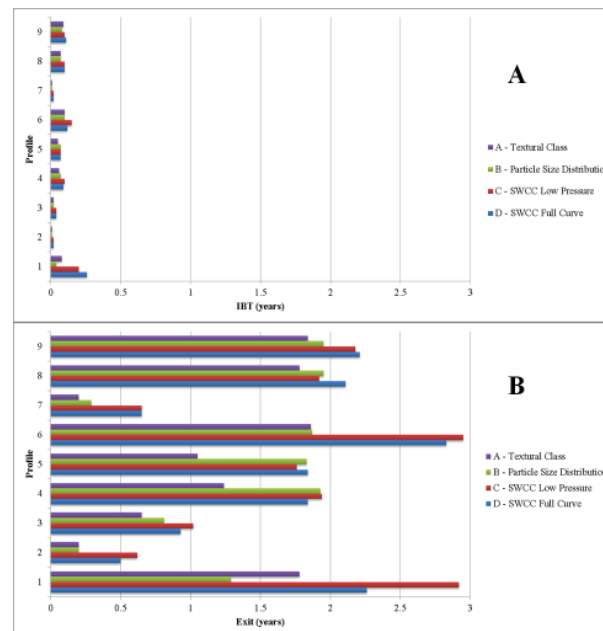 9
8
7
6
5
4
3
2
1
Profile
0
0.5
1
1.5
2
2.5
3
IBT (years)
A
A - Textural Class
B - Particle Size Distribution
C - SWCC Low Pressure
D - SWCC Full Curve
9
8
7
6
5
4
3
2
1
Profile
0
0.5
1
1.5
2
2.5
3
Exit (years)
B
A - Textural Class
B - Particle Size Distribution
C - SWCC Low Pressure
D - SWCC Full Curve